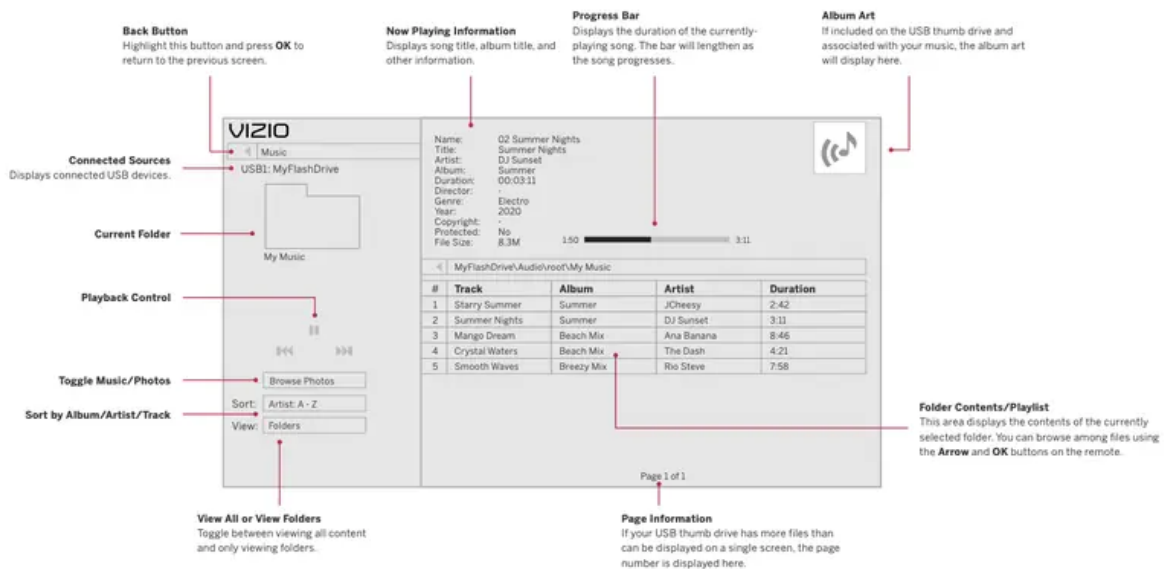 Back Button
Highlight this button and press OK to
return to the previous screen.
Now Playing Information
Displays song title, album title, and
other information.
Progress Bar
Displays the duration of the currently-
playing song. The bar will lengthen as
the song progresses.
Album Art
If included on the USB thumb drive and
associated with your music, the album art
will display here.
Connected Sources
Displays connected USB devices.
Current Folder
Playback Control
Toggle Music/Photos
Sort by Album/Artist/Track
VIZIO
Music
USB1: MyFlashDrive
My Music
Browse Photos
Sort: Artist: A - Z
View: Folders
Name: 02 Summer Nights
Title: Summer Nights
Artist: DJ Sunset
Album: Summer
Duration: 00:03:11
Director: -
Genre: Electro
Year: 2020
Copyright: -
Protected: No
File Size: 8.3M
1:50 3:11
MyFlashDrive\Audio\root\My Music
# Track Album Artist Duration
1 Starry Summer Summer JCheesy 2:42
2 Summer Nights Summer DJ Sunset 3:11
3 Mango Dream Beach Mix Ana Banana 8:46
4 Crystal Waters Beach Mix The Dash 4:21
5 Smooth Waves Breezy Mix Rio Steve 7:58
Page 1 of 1
Folder Contents/Playlist
This area displays the contents of the currently
selected folder. You can browse among files using
the Arrow and OK buttons on the remote.
View All or View Folders
Toggle between viewing all content
and only viewing folders.
Page Information
If your USB thumb drive has more files than
can be displayed on a single screen, the page
number is displayed here.